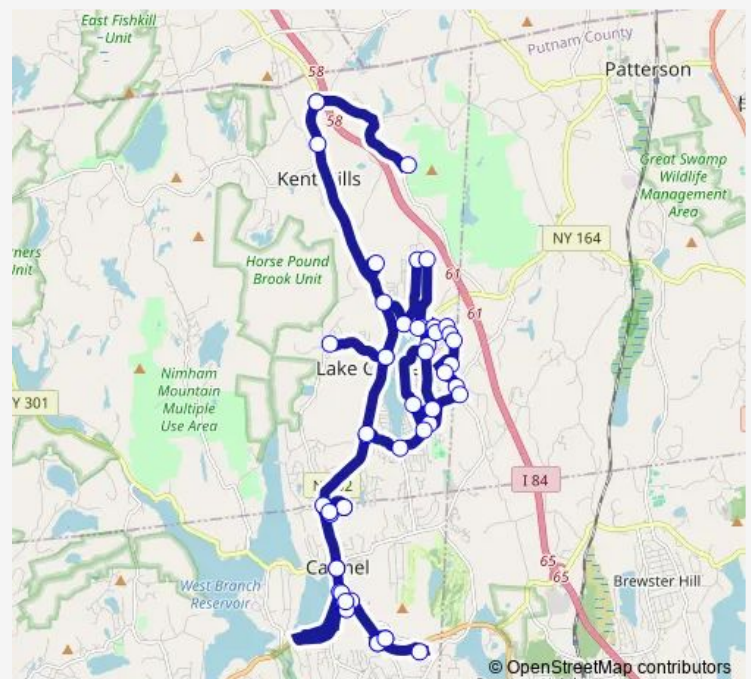 East Fishkill
Unit
58
58
Putnam County
Patterson
Kent
ills
Great Swamp
Wildlife
Management
Area
NY 164
Horse Pound
Brook Unit
Unit
61
61
Lake C
Nimham
Mountain
Multiple
Use Area
Y 301
I 84
West Branch
Reservoir
65
65
Brewster Hill
© OpenStreetMap contributors